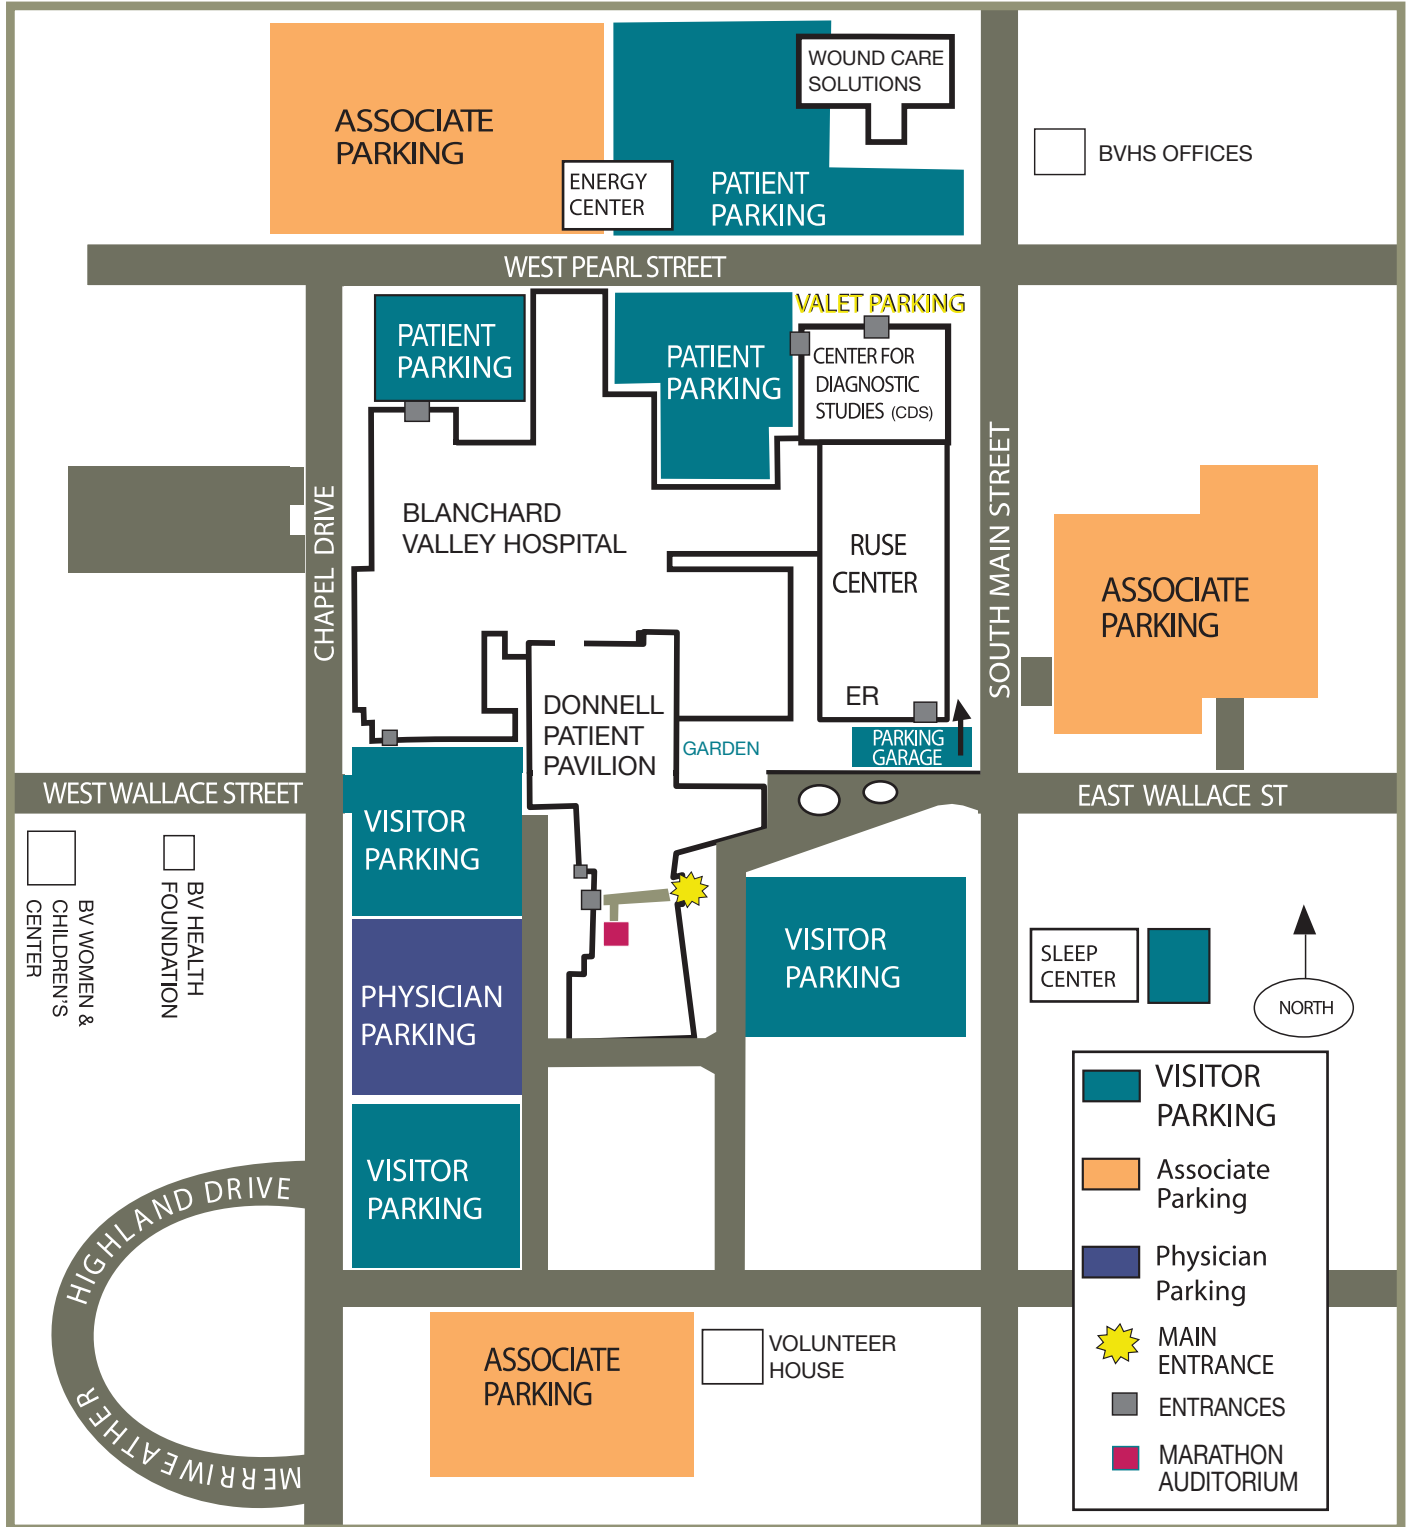 ASSOCIATE
PARKING
WOUND CARE
SOLUTIONS
ENERGY
CENTER
PATIENT
PARKING
BVHS OFFICES
WEST PEARL STREET
PATIENT
PARKING
PATIENT
PARKING
VALET PARKING
CENTER FOR
DIAGNOSTIC
STUDIES (CDS)
BLANCHARD
VALLEY HOSPITAL
RUSE
CENTER
CHAPEL DRIVE
SOUTH MAIN STREET
ASSOCIATE
PARKING
ER
DONNELL
PATIENT
PAVILION
GARDEN
PARKING
GARAGE
WEST WALLACE STREET
EAST WALLACE ST
VISITOR
PARKING
BV WOMEN &
CHILDREN'S
CENTER
BV HEALTH
FOUNDATION
VISITOR
PARKING
SLEEP
CENTER
NORTH
PHYSICIAN
PARKING
VISITOR
PARKING
HIGHLAND DRIVE
MERRIWEATHER
ASSOCIATE
PARKING
VOLUNTEER
HOUSE
VISITOR
PARKING
Associate
Parking
Physician
Parking
MAIN
ENTRANCE
ENTRANCES
MARATHON
AUDITORIUM